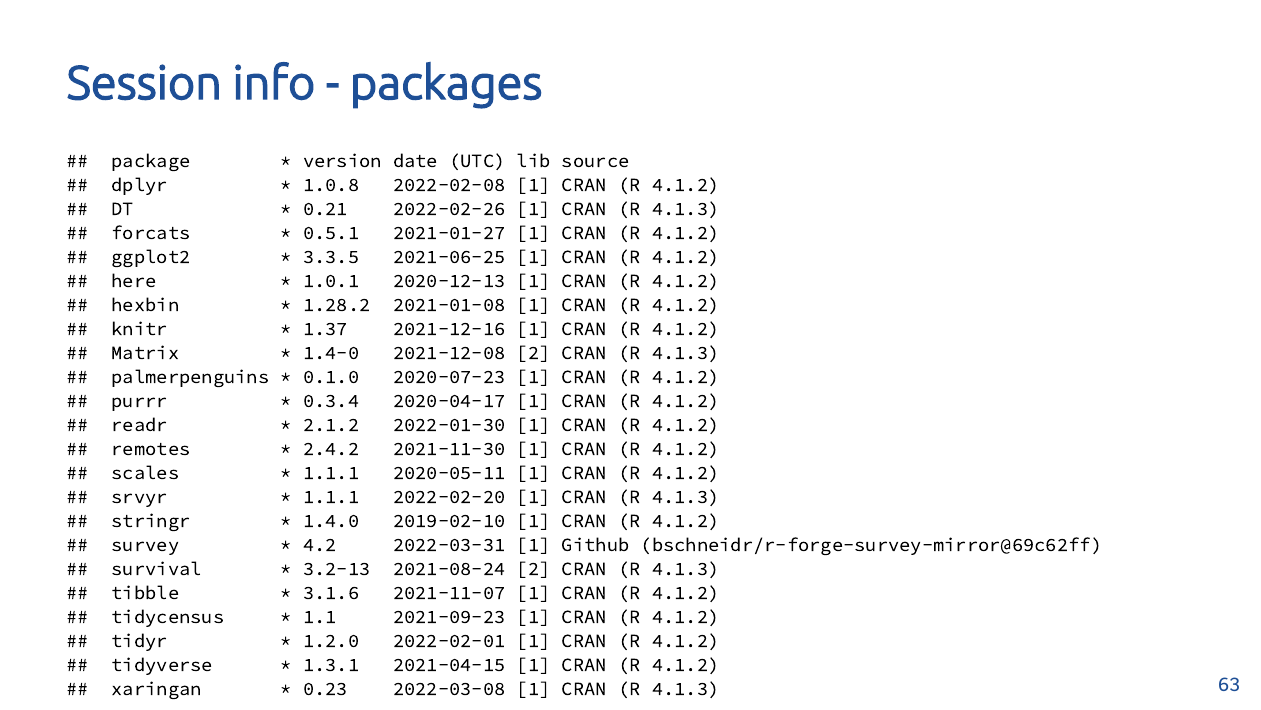 Session info - packages
##  package        * version date (UTC) lib source
##  dplyr          * 1.0.8   2022-02-08 [1] CRAN (R 4.1.2)
##  DT             * 0.21    2022-02-26 [1] CRAN (R 4.1.3)
##  forcats        * 0.5.1   2021-01-27 [1] CRAN (R 4.1.2)
##  ggplot2        * 3.3.5   2021-06-25 [1] CRAN (R 4.1.2)
##  here           * 1.0.1   2020-12-13 [1] CRAN (R 4.1.2)
##  hexbin         * 1.28.2  2021-01-08 [1] CRAN (R 4.1.2)
##  knitr          * 1.37    2021-12-16 [1] CRAN (R 4.1.2)
##  Matrix         * 1.4-0   2021-12-08 [2] CRAN (R 4.1.3)
##  palmerpenguins * 0.1.0   2020-07-23 [1] CRAN (R 4.1.2)
##  purrr          * 0.3.4   2020-04-17 [1] CRAN (R 4.1.2)
##  readr          * 2.1.2   2022-01-30 [1] CRAN (R 4.1.2)
##  remotes        * 2.4.2   2021-11-30 [1] CRAN (R 4.1.2)
##  scales         * 1.1.1   2020-05-11 [1] CRAN (R 4.1.2)
##  srvyr          * 1.1.1   2022-02-20 [1] CRAN (R 4.1.3)
##  stringr        * 1.4.0   2019-02-10 [1] CRAN (R 4.1.2)
##  survey         * 4.2     2022-03-31 [1] Github (bschneidr/r-forge-survey-mirror@69c62ff)
##  survival       * 3.2-13  2021-08-24 [2] CRAN (R 4.1.3)
##  tibble         * 3.1.6   2021-11-07 [1] CRAN (R 4.1.2)
##  tidycensus     * 1.1     2021-09-23 [1] CRAN (R 4.1.2)
##  tidyr          * 1.2.0   2022-02-01 [1] CRAN (R 4.1.2)
##  tidyverse      * 1.3.1   2021-04-15 [1] CRAN (R 4.1.2)
##  xaringan       * 0.23    2022-03-08 [1] CRAN (R 4.1.3)
63